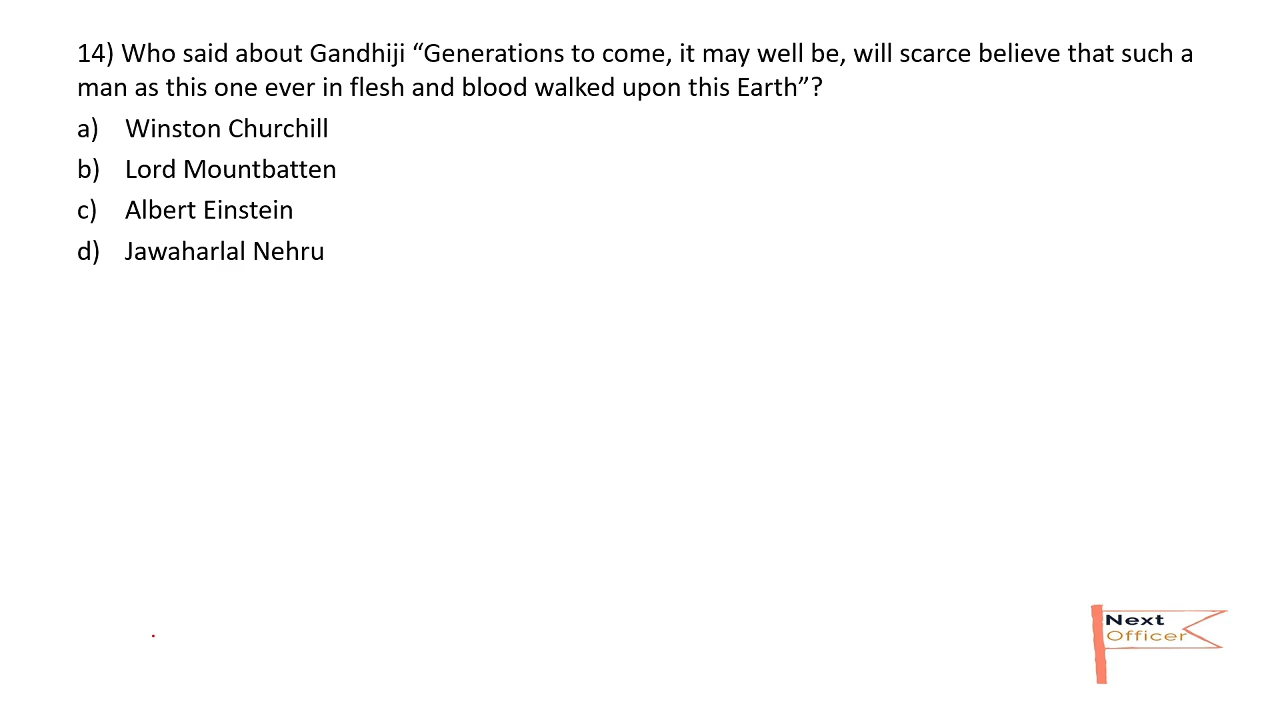 14) Who said about Gandhiji “Generations to come, it may well be, will scarce believe that such a
man as this one ever in flesh and blood walked upon this Earth”?
a) Winston Churchill
b) Lord Mountbatten
c) Albert Einstein
d) Jawaharlal Nehru
Next
Officer